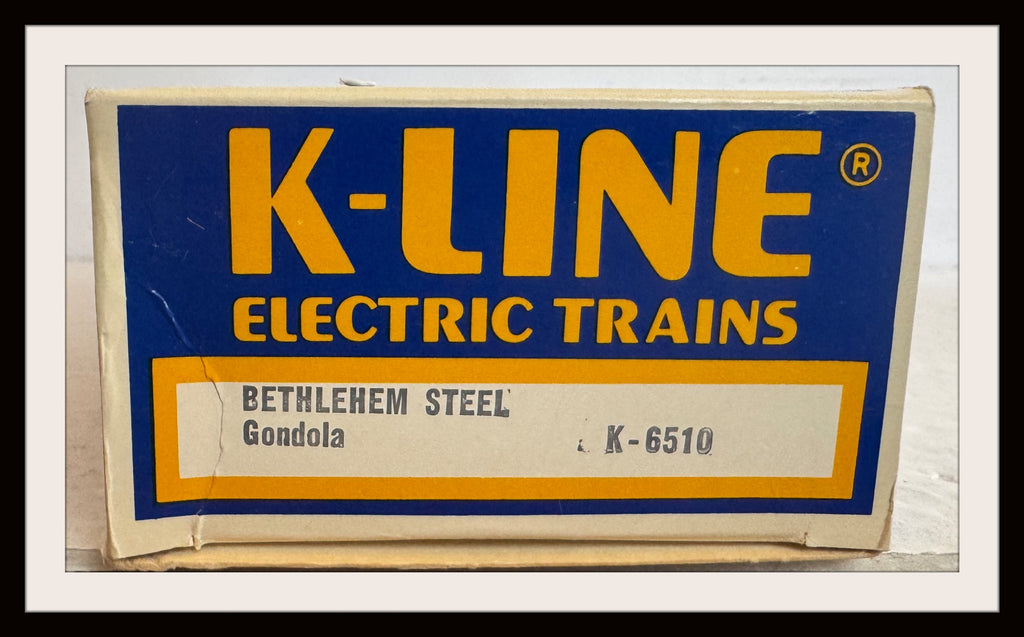 K-LINE®
ELECTRIC TRAINS
BETHLEHEM STEEL
Gondola K-6510